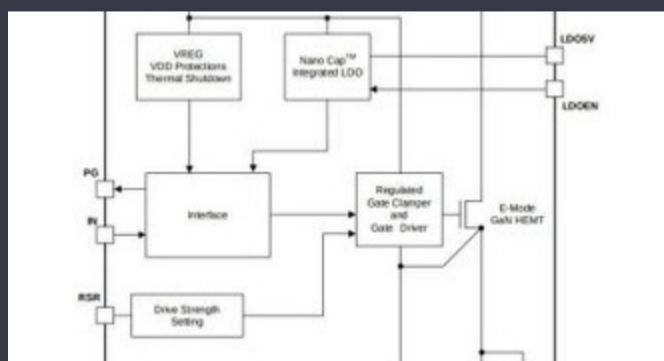 VREG
VDD Protections
Thermal Shutdown
Nano Cap™
Integrated LDO
LDO5V
LDOEN
PG
IN
Interface
Regulated
Gate Clamper
and
Gate Driver
E-Mode
GaN HEMT
RSR
Drive Strength
Setting